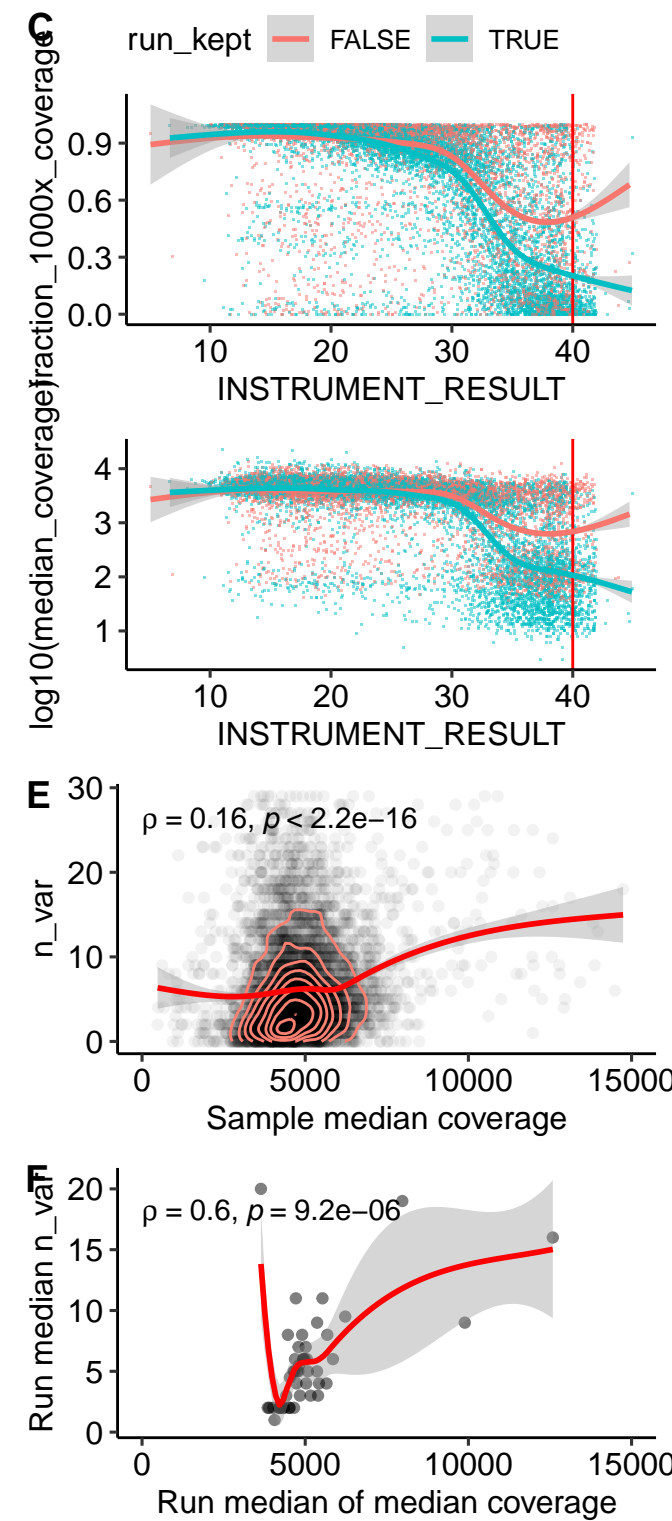 C
run_kept FALSE TRUE
fraction_1000x_coverage
0.9
0.6
0.3
0.0
10 20 30 40
INSTRUMENT_RESULT
log10(median_coverage)
4
3
2
1
10 20 30 40
INSTRUMENT_RESULT
E
n_var
30
20
10
0
ρ = 0.16, p < 2.2e−16
0 5000 10000 15000
Sample median coverage
F
Run median n_var
20
15
10
5
0
ρ = 0.6, p = 9.2e−06
0 5000 10000 15000
Run median of median coverage